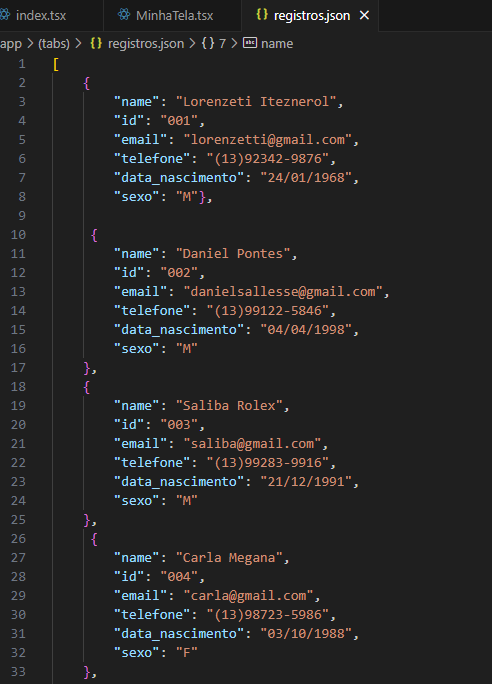 index.tsx MinhaTela.tsx {} registros.json ×
app > (tabs) > {} registros.json > {} 7 > abc name
1 [
2 {
3 "name": "Lorenzeti Iteznerol",
4 "id": "001",
5 "email": "lorenzetti@gmail.com",
6 "telefone": "(13)92342-9876",
7 "data_nascimento": "24/01/1968",
8 "sexo": "M"},
9
10 {
11 "name": "Daniel Pontes",
12 "id": "002",
13 "email": "danielsallesse@gmail.com",
14 "telefone": "(13)99122-5846",
15 "data_nascimento": "04/04/1998",
16 "sexo": "M"
17 },
18 {
19 "name": "Saliba Rolex",
20 "id": "003",
21 "email": "saliba@gmail.com",
22 "telefone": "(13)99283-9916",
23 "data_nascimento": "21/12/1991",
24 "sexo": "M"
25 },
26 {
27 "name": "Carla Megana",
28 "id": "004",
29 "email": "carla@gmail.com",
30 "telefone": "(13)98723-5986",
31 "data_nascimento": "03/10/1988",
32 "sexo": "F"
33 },